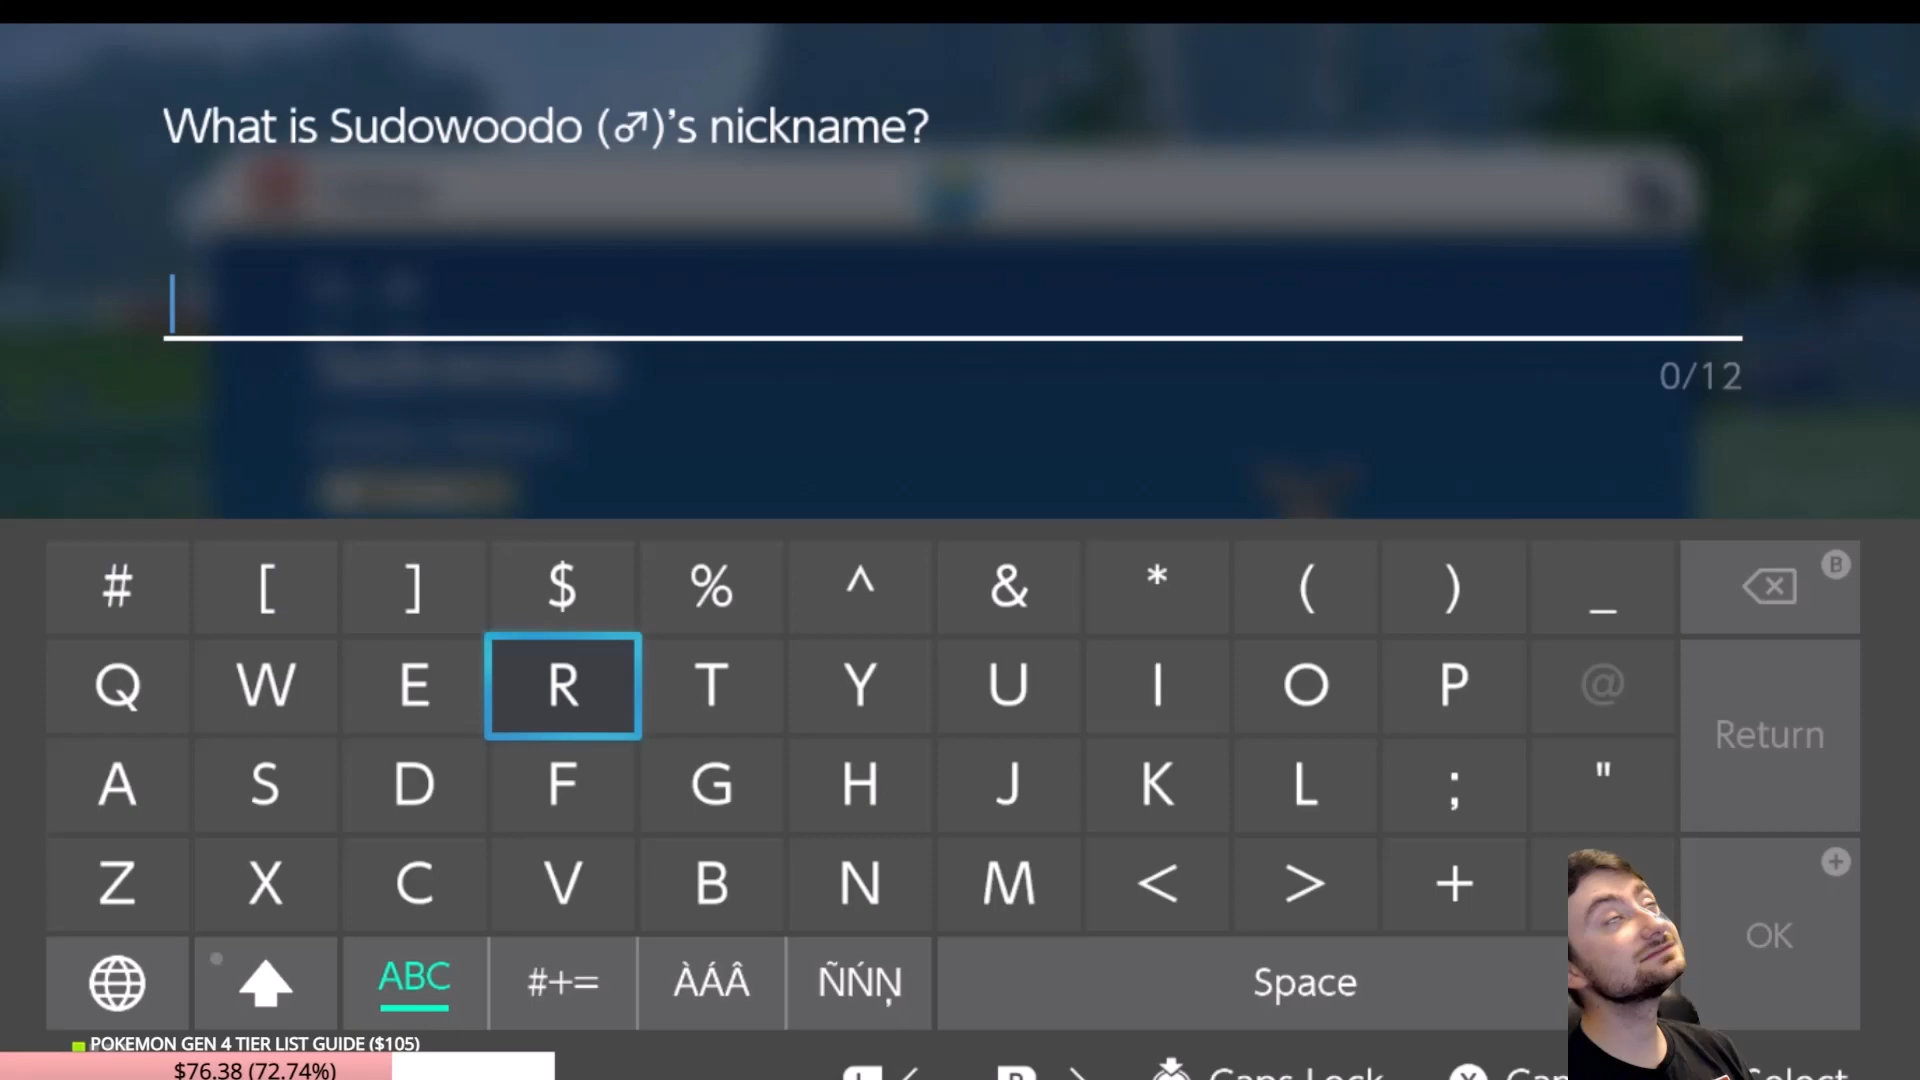 What is Sudowoodo (♂)'s nickname?
0/12
# [ ] $ % ^ & * ( ) _ B
Q W E R T Y U I O P @ Return
A S D F G H J K L ; "
Z X C V B N M < > + +
ABC #+= ÀÁÂ ÑŃŅ Space OK
POKEMON GEN 4 TIER LIST GUIDE ($105)
$76.38 (72.74%)
L R Caps Lock Y Select